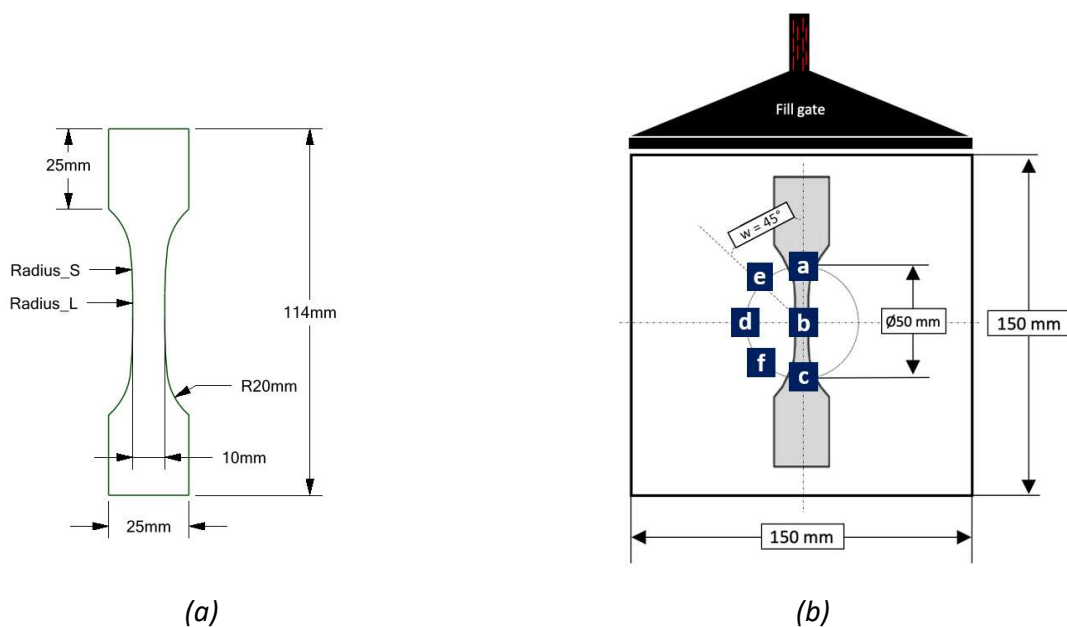 25mm
Radius_S
Radius_L
114mm
R20mm
10mm
25mm
(a)
Fill gate
w = 45°
a
e
d
b
Ø50 mm
150 mm
f
c
150 mm
(b)